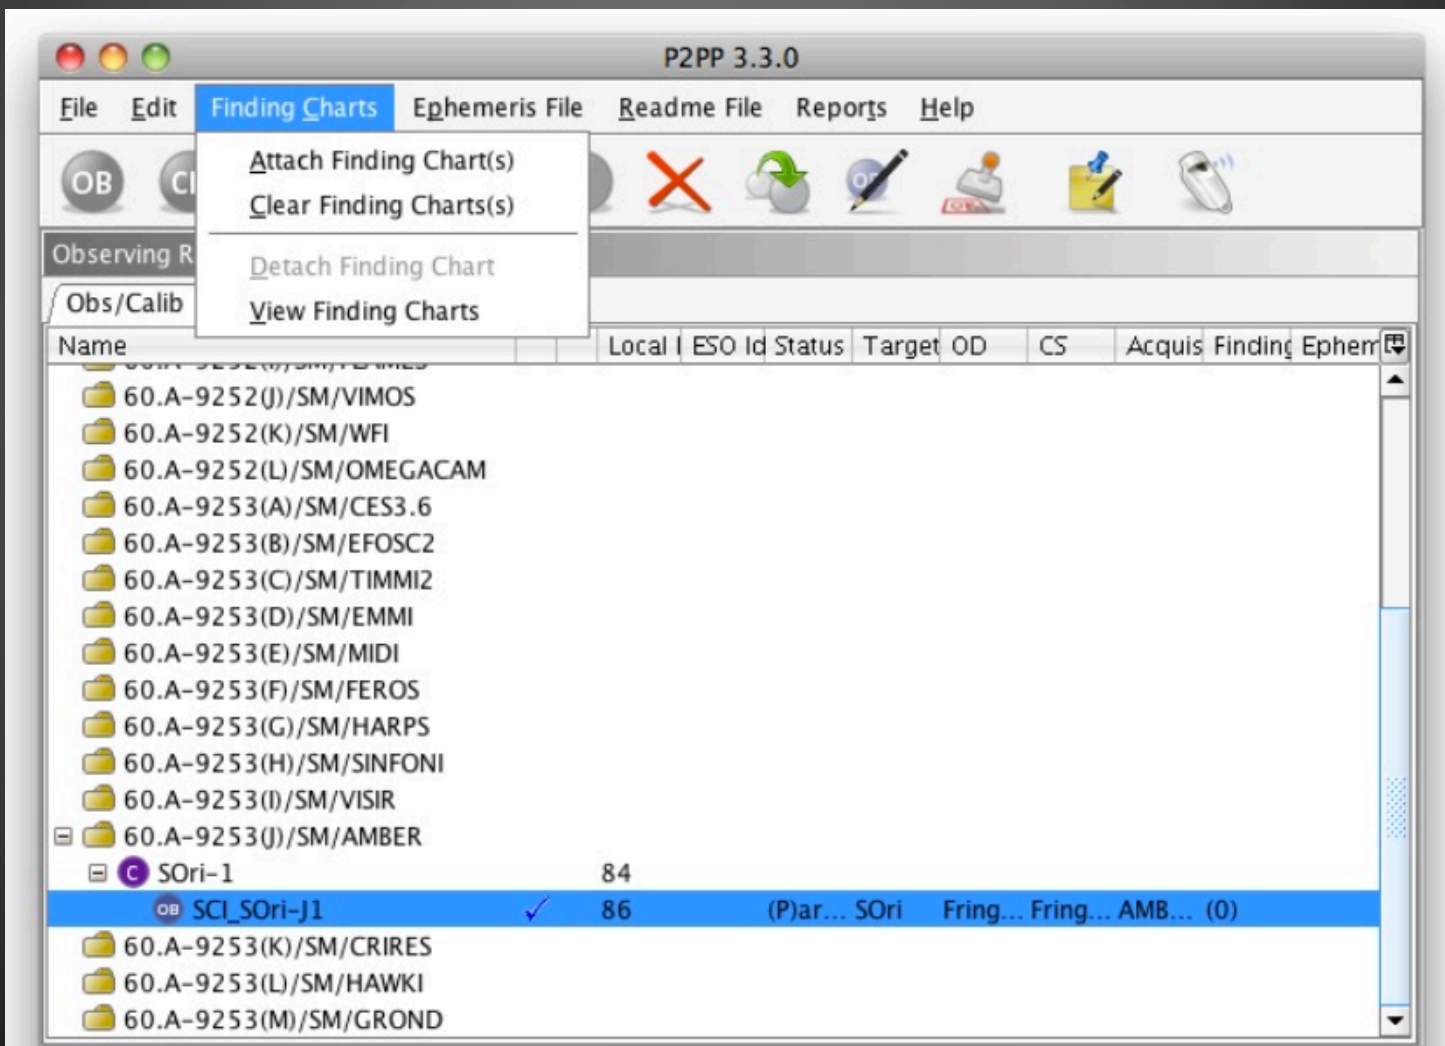 P2PP 3.3.0
File Edit Finding Charts Ephemeris File Readme File Reports Help
Attach Finding Chart(s)
OB
Clear Finding Charts(s)
Observing R
Detach Finding Chart
Obs/Calib
View Finding Charts
Name Local ESO Id Status Target OD CS Acquis Finding Ephem
60.A-9252(J)/SM/VIMOS
60.A-9252(K)/SM/WFI
60.A-9252(L)/SM/OMEGACAM
60.A-9253(A)/SM/CES3.6
60.A-9253(B)/SM/EFOSC2
60.A-9253(C)/SM/TIMMI2
60.A-9253(D)/SM/EMMI
60.A-9253(E)/SM/MIDI
60.A-9253(F)/SM/FEROS
60.A-9253(G)/SM/HARPS
60.A-9253(H)/SM/SINFONI
60.A-9253(I)/SM/VISIR
60.A-9253(J)/SM/AMBER
C SOri-1 84
OB SCI_SOri-J1 86 (P)ar... SOri Fring... Fring... AMB... (0)
60.A-9253(K)/SM/CRIRES
60.A-9253(L)/SM/HAWKI
60.A-9253(M)/SM/GROND